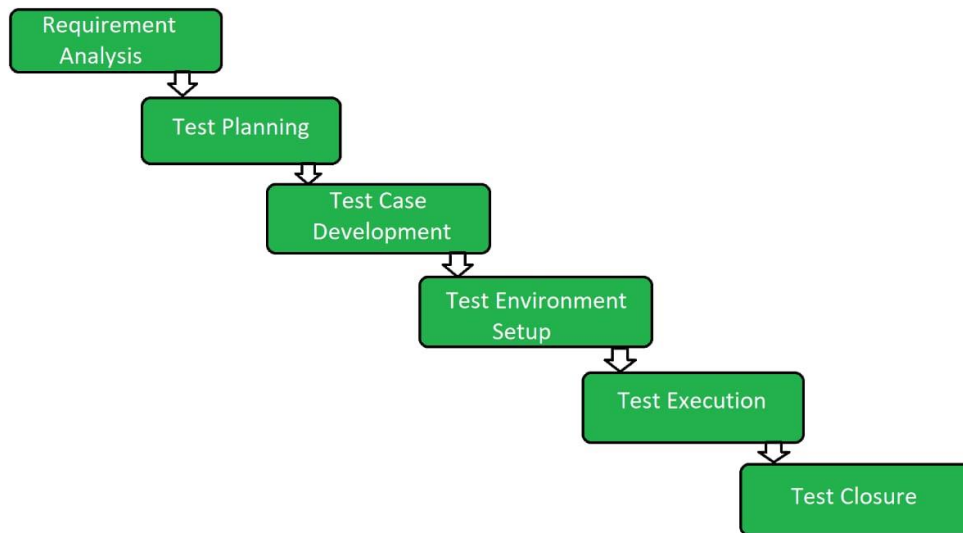 Requirement
Analysis
Test Planning
Test Case
Development
Test Environment
Setup
Test Execution
Test Closure